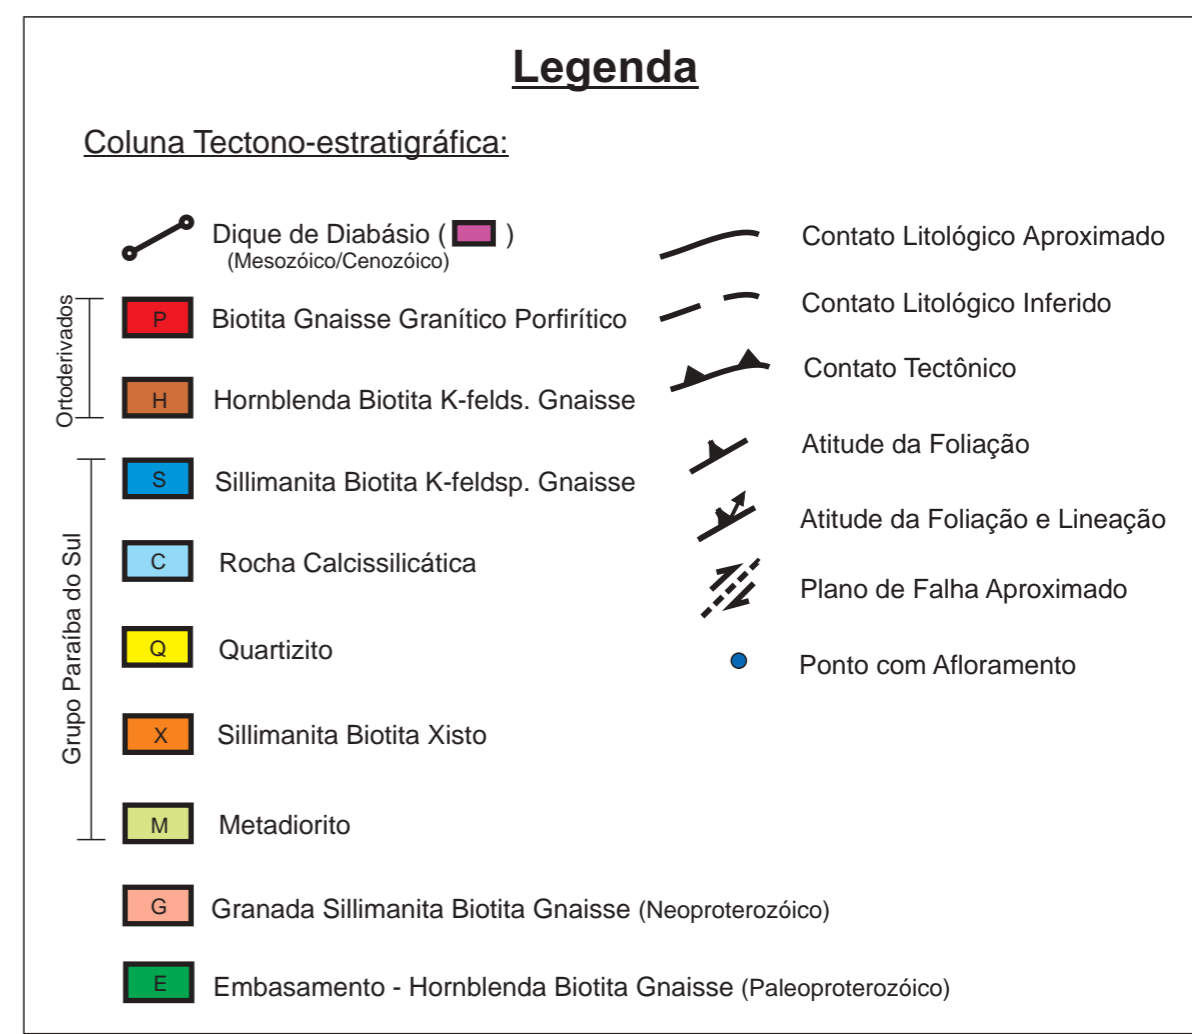 Legenda
Coluna Tectono-estratigráfica:
Dique de Diabásio ( )
(Mesozóico/Cenozóico)
Ortoderivados
P Biotita Gnaisse Granítico Porfirítico
H Hornblenda Biotita K-felds. Gnaisse
Grupo Paraíba do Sul
S Sillimanita Biotita K-feldsp. Gnaisse
C Rocha Calcissilicática
Q Quartizito
X Sillimanita Biotita Xisto
M Metadiorito
G Granada Sillimanita Biotita Gnaisse (Neoproterozóico)
E Embasamento - Hornblenda Biotita Gnaisse (Paleoproterozóico)
Contato Litológico Aproximado
Contato Litológico Inferido
Contato Tectônico
Atitude da Foliação
Atitude da Foliação e Lineação
Plano de Falha Aproximado
Ponto com Afloramento